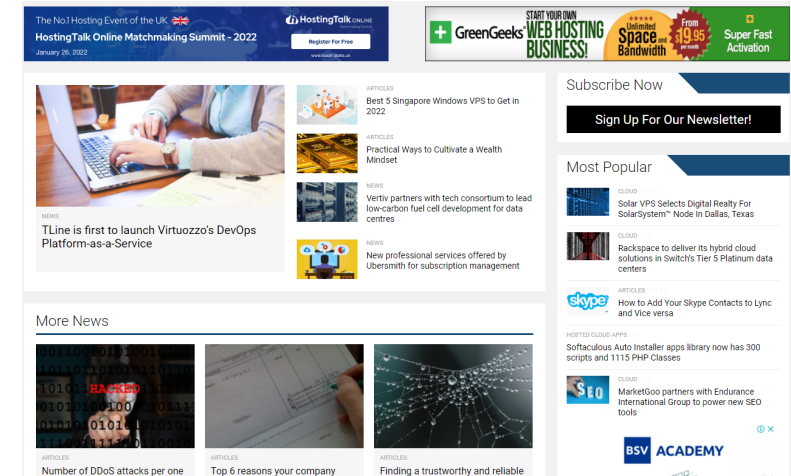 The No.1 Hosting Event of the UK
HostingTalk Online Matchmaking Summit - 2022
January 26, 2022
HostingTalk ONLINE
Matchmaking Summit
Register For Free
www.hostingtalks.uk
GreenGeeks
START YOUR OWN
WEB HOSTING
BUSINESS!
UNLIMITED
Space and
Bandwidth
From
$19.95
per month
Super Fast
Activation
NEWS
TLine is first to launch Virtuozzo's DevOps
Platform-as-a-Service
ARTICLES
Best 5 Singapore Windows VPS to Get in
2022
ARTICLES
Practical Ways to Cultivate a Wealth
Mindset
NEWS
Vertiv partners with tech consortium to lead
low-carbon fuel cell development for data
centres
NEWS
New professional services offered by
Ubersmith for subscription management
Subscribe Now
Sign Up For Our Newsletter!
Most Popular
CLOUD
Solar VPS Selects Digital Realty For
SolarSystem™ Node In Dallas, Texas
CLOUD
Rackspace to deliver its hybrid cloud
solutions in Switch's Tier 5 Platinum data
centers
skype
ARTICLES
How to Add Your Skype Contacts to Lync
and Vice versa
HOSTED CLOUD APPS
Softaculous Auto Installer apps library now has 300
scripts and 1115 PHP Classes
SEO
CLOUD
MarketGoo partners with Endurance
International Group to power new SEO
tools
BSV ACADEMY
More News
HACKED
ARTICLES
Number of DDoS attacks per one
ARTICLES
Top 6 reasons your company
ARTICLES
Finding a trustworthy and reliable